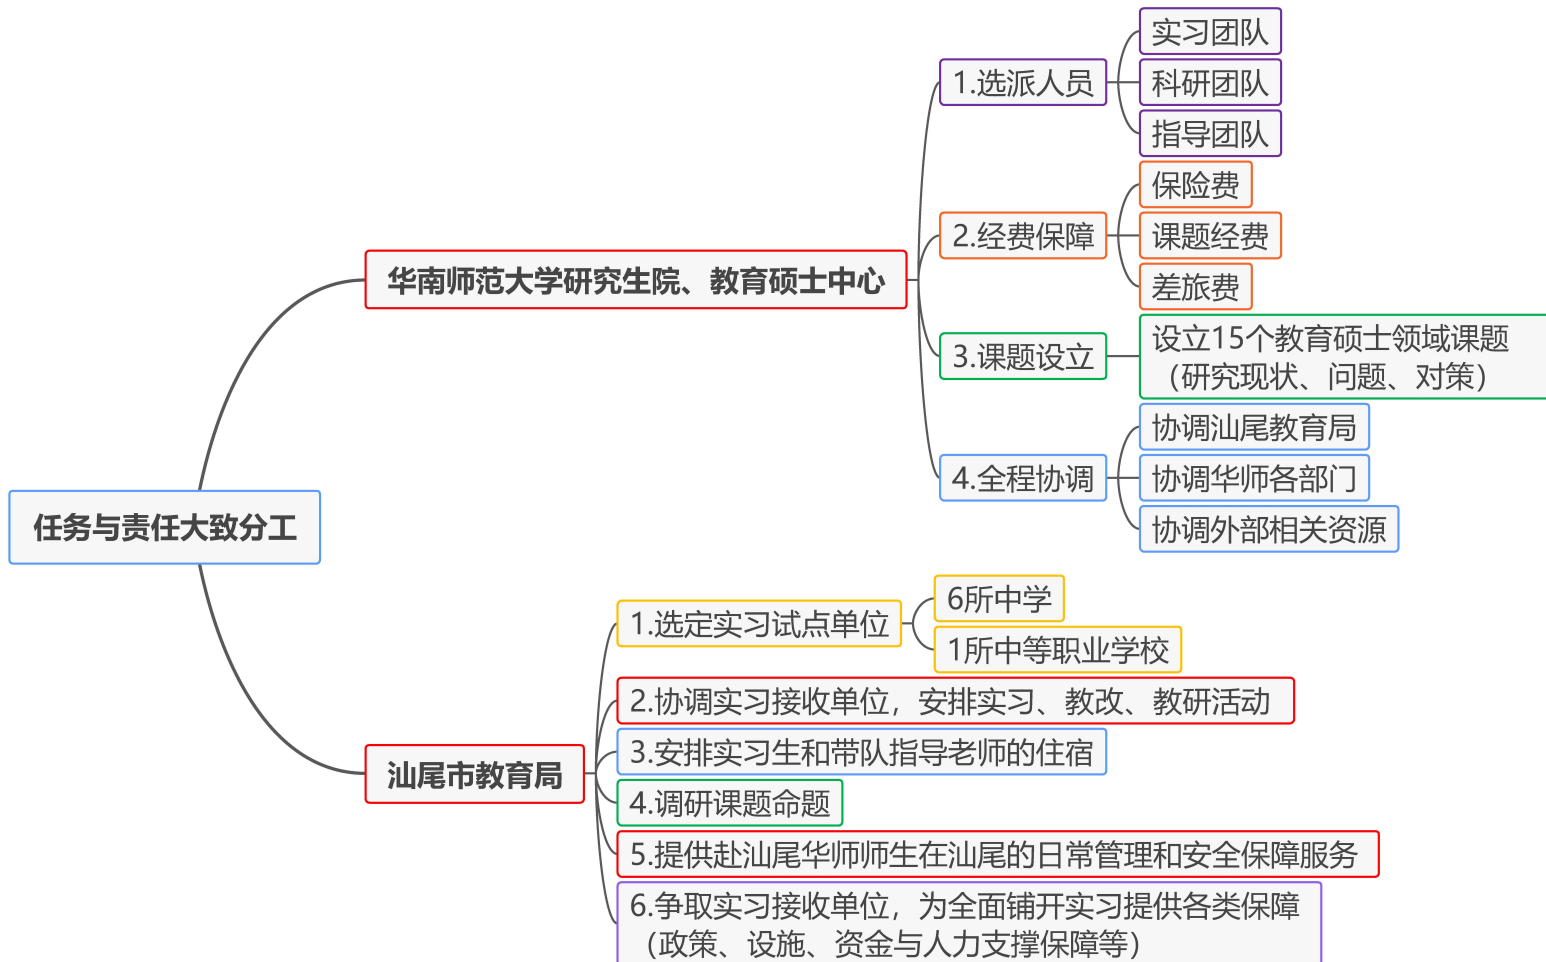 任务与责任大致分工
华南师范大学研究生院、教育硕士中心
1.选派人员
实习团队
科研团队
指导团队
2.经费保障
保险费
课题经费
差旅费
3.课题设立
设立15个教育硕士领域课题
（研究现状、问题、对策）
4.全程协调
协调汕尾教育局
协调华师各部门
协调外部相关资源
汕尾市教育局
1.选定实习试点单位
6所中学
1所中等职业学校
2.协调实习接收单位，安排实习、教改、教研活动
3.安排实习生和带队指导老师的住宿
4.调研课题命题
5.提供赴汕尾华师师生在汕尾的日常管理和安全保障服务
6.争取实习接收单位，为全面铺开实习提供各类保障
（政策、设施、资金与人力支撑保障等）